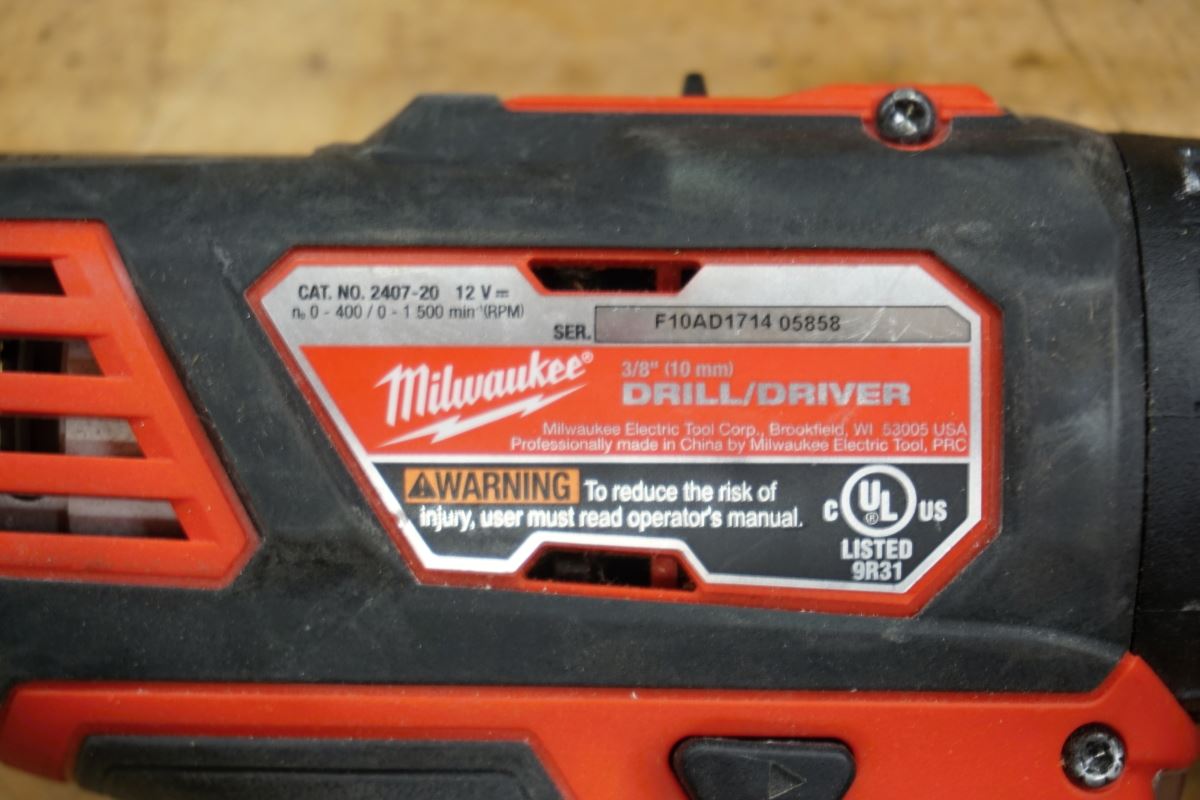 CAT. NO. 2407-20 12 V⎓
n₀ 0 - 400 / 0 - 1 500 min⁻¹(RPM)
SER. F10AD1714 05858
Milwaukee®
3/8" (10 mm)
DRILL/DRIVER
Milwaukee Electric Tool Corp., Brookfield, WI 53005 USA
Professionally made in China by Milwaukee Electric Tool, PRC
WARNING To reduce the risk of
injury, user must read operator's manual.
C UL® US
LISTED
9R31